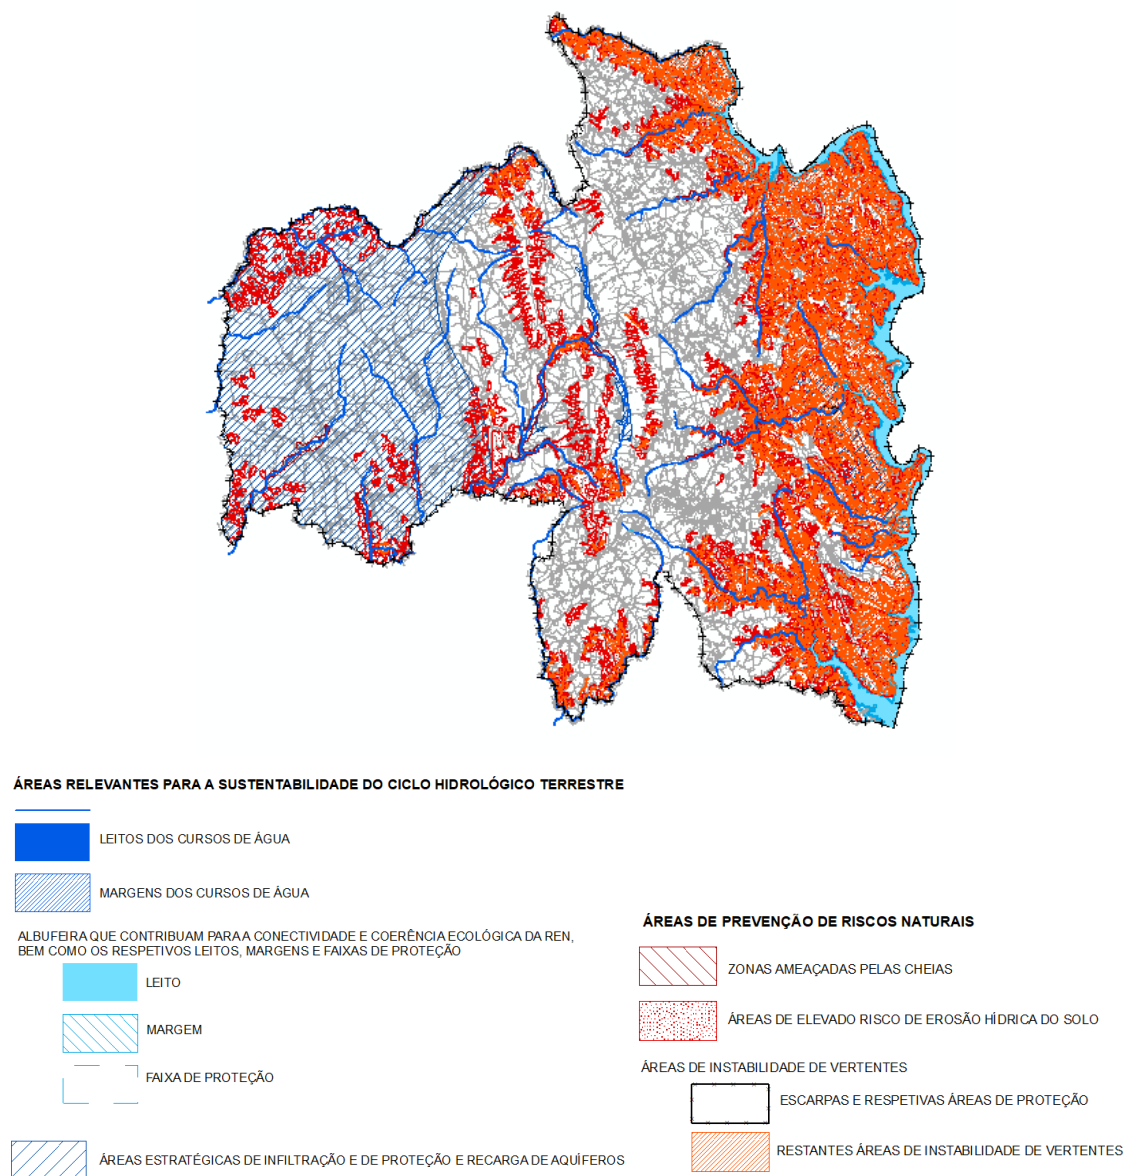 ÁREAS RELEVANTES PARA A SUSTENTABILIDADE DO CICLO HIDROLÓGICO TERRESTRE
LEITOS DOS CURSOS DE ÁGUA
MARGENS DOS CURSOS DE ÁGUA
ALBUFEIRA QUE CONTRIBUAM PARA A CONECTIVIDADE E COERÊNCIA ECOLÓGICA DA REN,
BEM COMO OS RESPETIVOS LEITOS, MARGENS E FAIXAS DE PROTEÇÃO
LEITO
MARGEM
FAIXA DE PROTEÇÃO
ÁREAS ESTRATÉGICAS DE INFILTRAÇÃO E DE PROTEÇÃO E RECARGA DE AQUÍFEROS
ÁREAS DE PREVENÇÃO DE RISCOS NATURAIS
ZONAS AMEAÇADAS PELAS CHEIAS
ÁREAS DE ELEVADO RISCO DE EROSÃO HÍDRICA DO SOLO
ÁREAS DE INSTABILIDADE DE VERTENTES
ESCARPAS E RESPETIVAS ÁREAS DE PROTEÇÃO
RESTANTES ÁREAS DE INSTABILIDADE DE VERTENTES